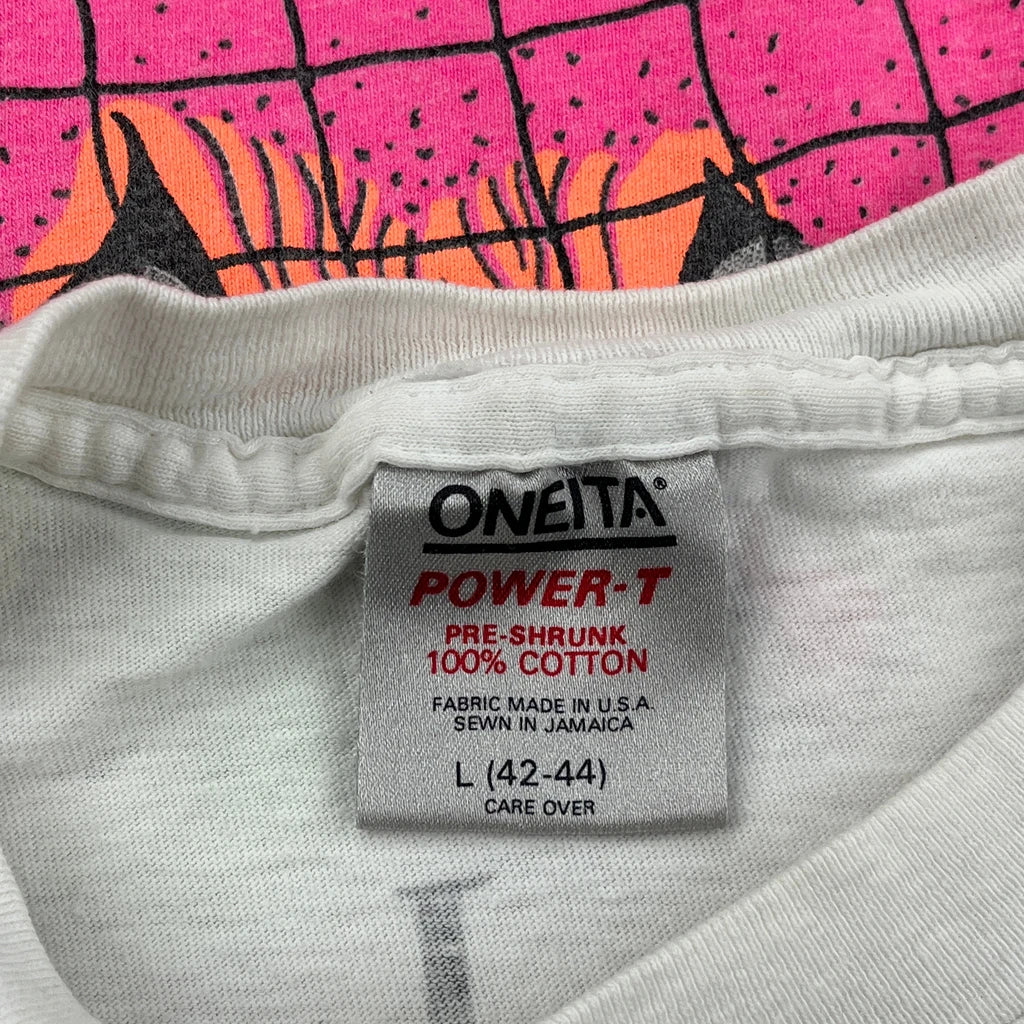 ONEITA®
POWER-T
PRE-SHRUNK
100% COTTON
FABRIC MADE IN U.S.A.
SEWN IN JAMAICA
L (42-44)
CARE OVER